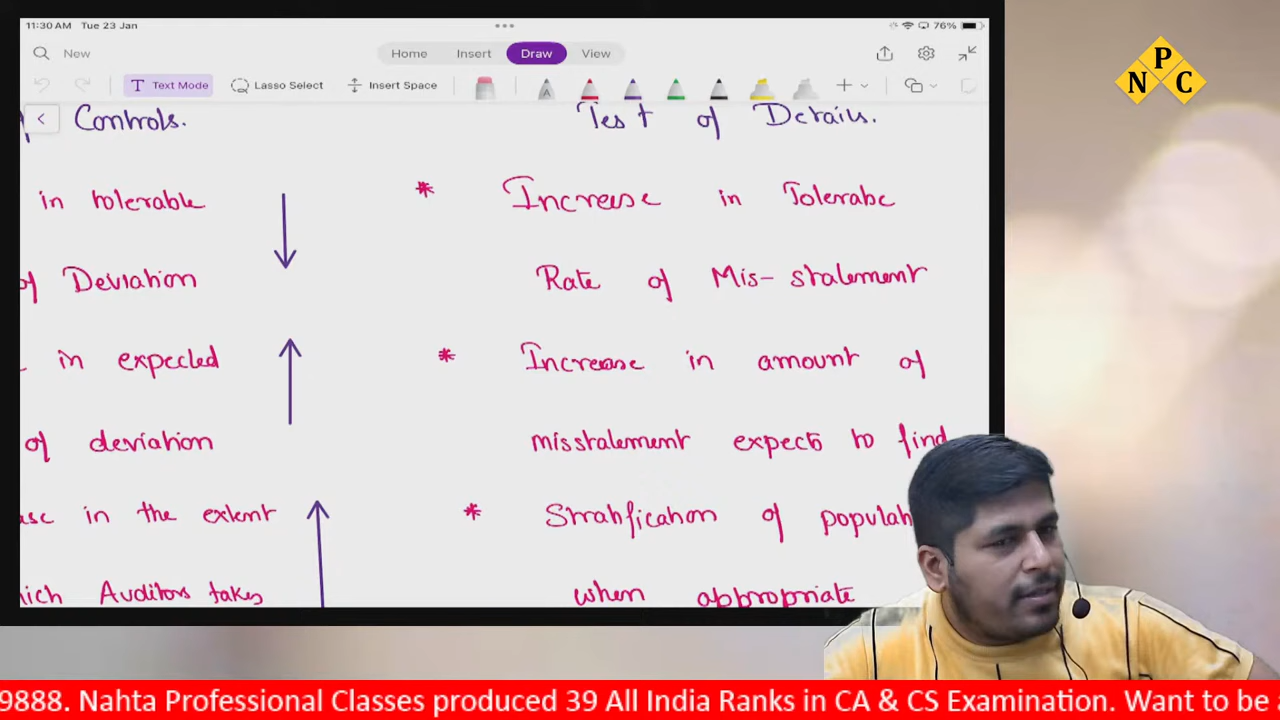 11:30 AM Tue 23 Jan
76%
New
Home Insert Draw View
Text Mode
Lasso Select
Insert Space
Controls.
Test of Details.
in tolerable
* Increase in Tolerabe
of Deviation
Rate of Mis-statement
in expected
* Increase in amount of
of deviation
misstatement expects to find
in the extent
* Stratification of populat
Auditors takes
when appropriate
N P C
9888. Nahta Professional Classes produced 39 All India Ranks in CA & CS Examination. Want to be